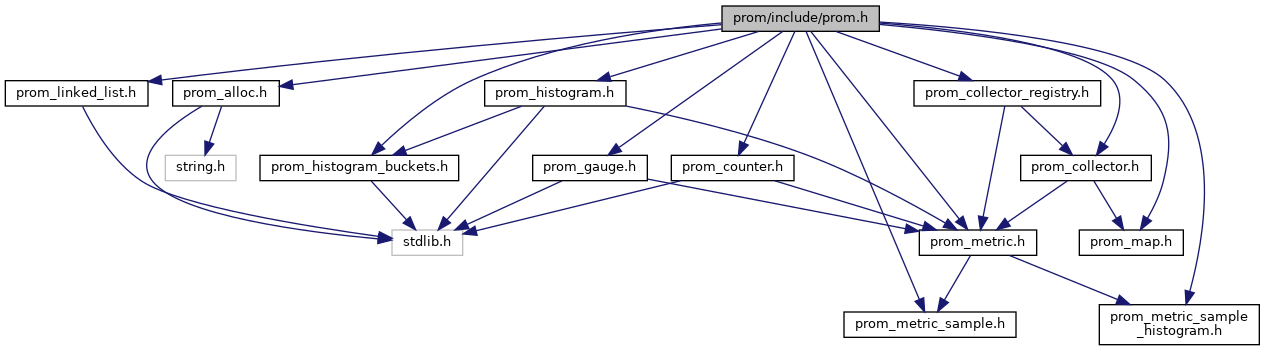 prom/include/prom.h
prom_linked_list.h
prom_alloc.h
prom_histogram.h
prom_collector_registry.h
string.h
prom_histogram_buckets.h
prom_gauge.h
prom_counter.h
prom_collector.h
stdlib.h
prom_metric.h
prom_map.h
prom_metric_sample.h
prom_metric_sample
_histogram.h